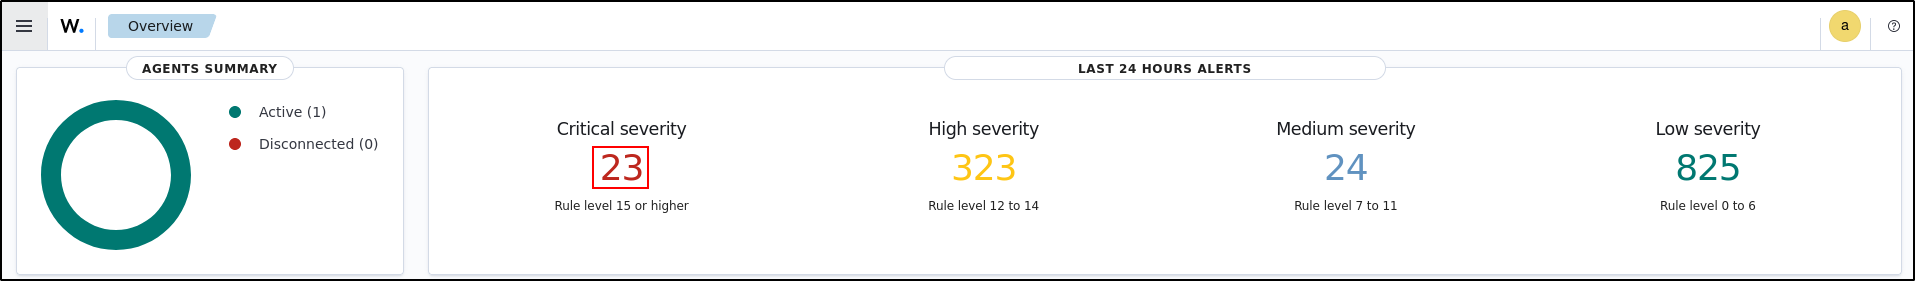 W. Overview a
AGENTS SUMMARY
Active (1)
Disconnected (0)
LAST 24 HOURS ALERTS
Critical severity
23
Rule level 15 or higher
High severity
323
Rule level 12 to 14
Medium severity
24
Rule level 7 to 11
Low severity
825
Rule level 0 to 6